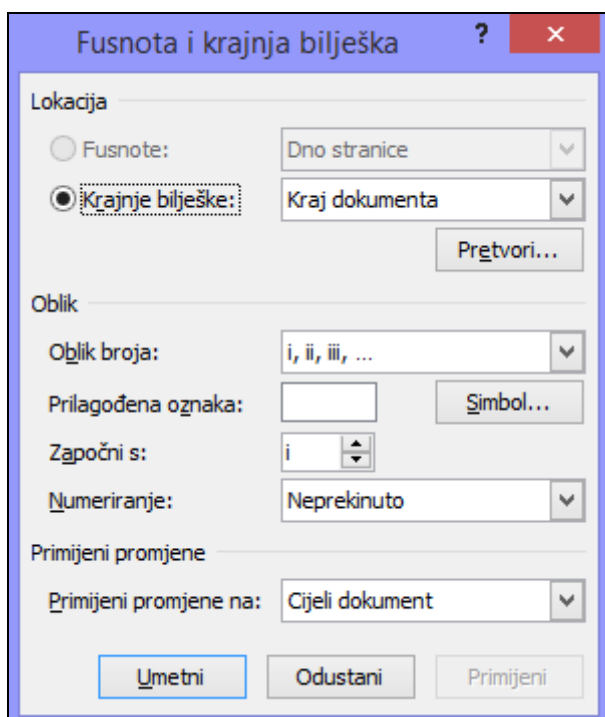 Fusnota i krajnja bilješka ? ×
Lokacija
Fusnote: Dno stranice
Krajnje bilješke: Kraj dokumenta
Pretvori...
Oblik
Oblik broja: i, ii, iii, ...
Prilagođena oznaka: Simbol...
Započni s: i
Numeriranje: Neprekinuto
Primijeni promjene
Primijeni promjene na: Cijeli dokument
Umetni Odustani Primijeni